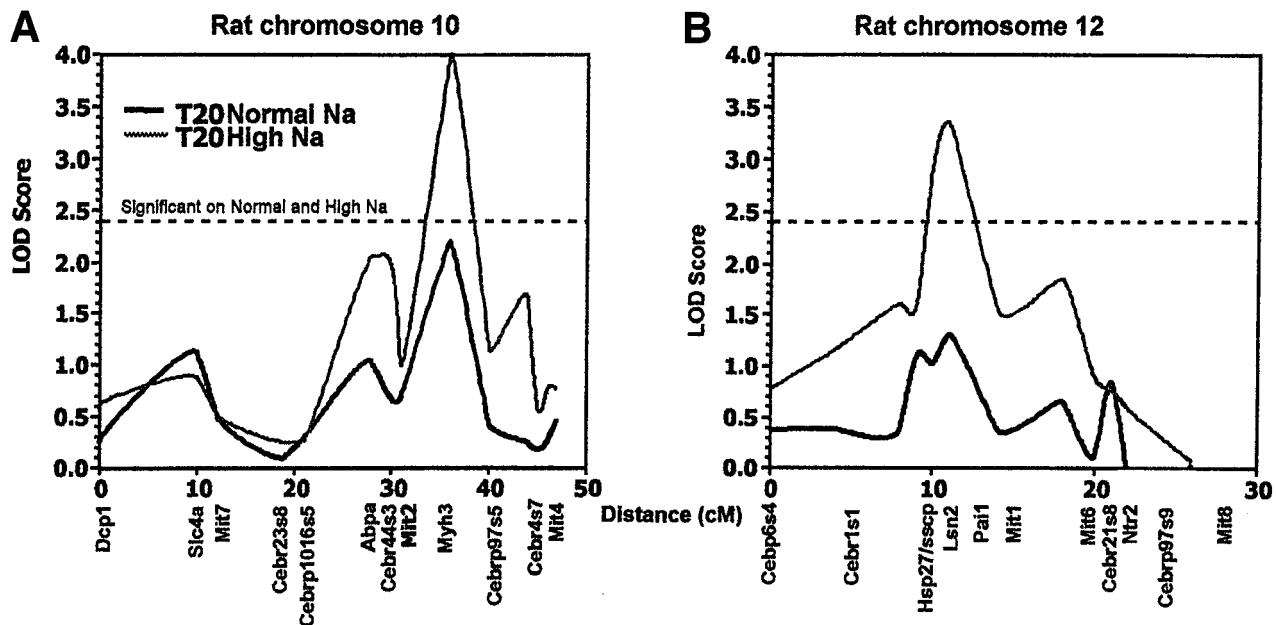 A
Rat chromosome 10
LOD Score
4.0
3.5
3.0
2.5
2.0
1.5
1.0
0.5
0.0
T20 Normal Na
T20 High Na
Significant on Normal and High Na
0
10
20
30
40
50
Dcp1
Slc4a
Mit7
Cebr23s8
Cebrp1016s5
Abpa
Cebr44s3
Mit2
Myh3
Cebrp97s5
Cebr4s7
Mit4
Distance (cM)
B
Rat chromosome 12
LOD Score
4.0
3.5
3.0
2.5
2.0
1.5
1.0
0.5
0.0
0
10
20
30
Cebp6s4
Cebr1s1
Hsp27/sscp
Lsn2
Pai1
Mit1
Mit6
Cebr21s8
Ntr2
Cebrp97s9
Mit8